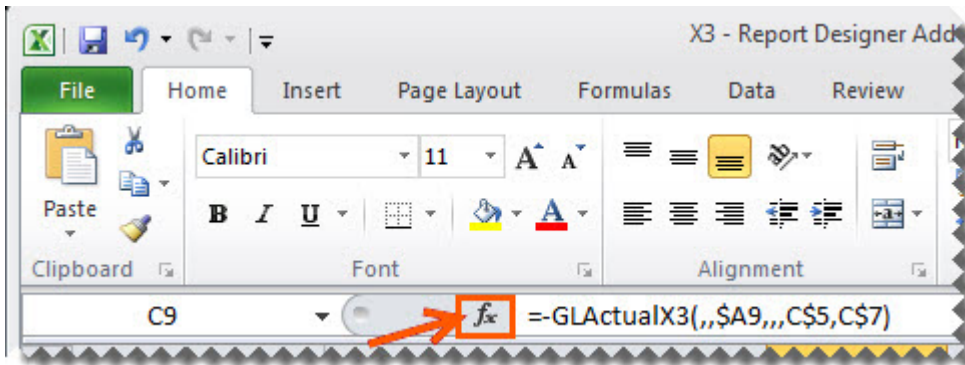 X3 - Report Designer Add
File Home Insert Page Layout Formulas Data Review
Calibri 11 A A
Paste
B I U A
Clipboard Font Alignment
C9 fx =-GLActualX3(,,$A9,,,C$5,C$7)